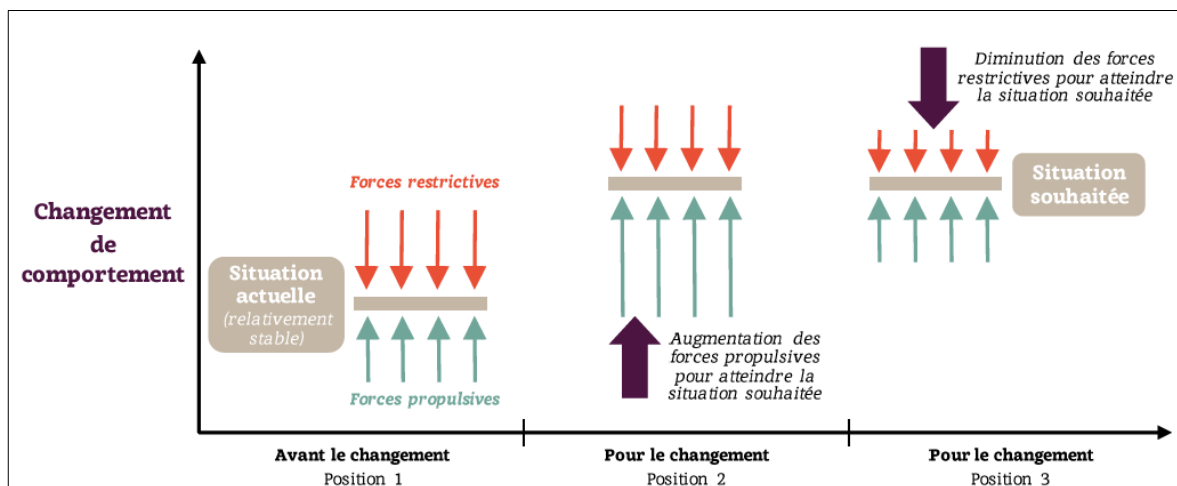 Changement
de
comportement
Situation
actuelle
(relativement
stable)
Forces restrictives
Forces propulsives
Augmentation des
forces propulsives
pour atteindre la
situation souhaitée
Diminution des forces
restrictives pour atteindre
la situation souhaitée
Situation
souhaitée
Avant le changement
Position 1
Pour le changement
Position 2
Pour le changement
Position 3